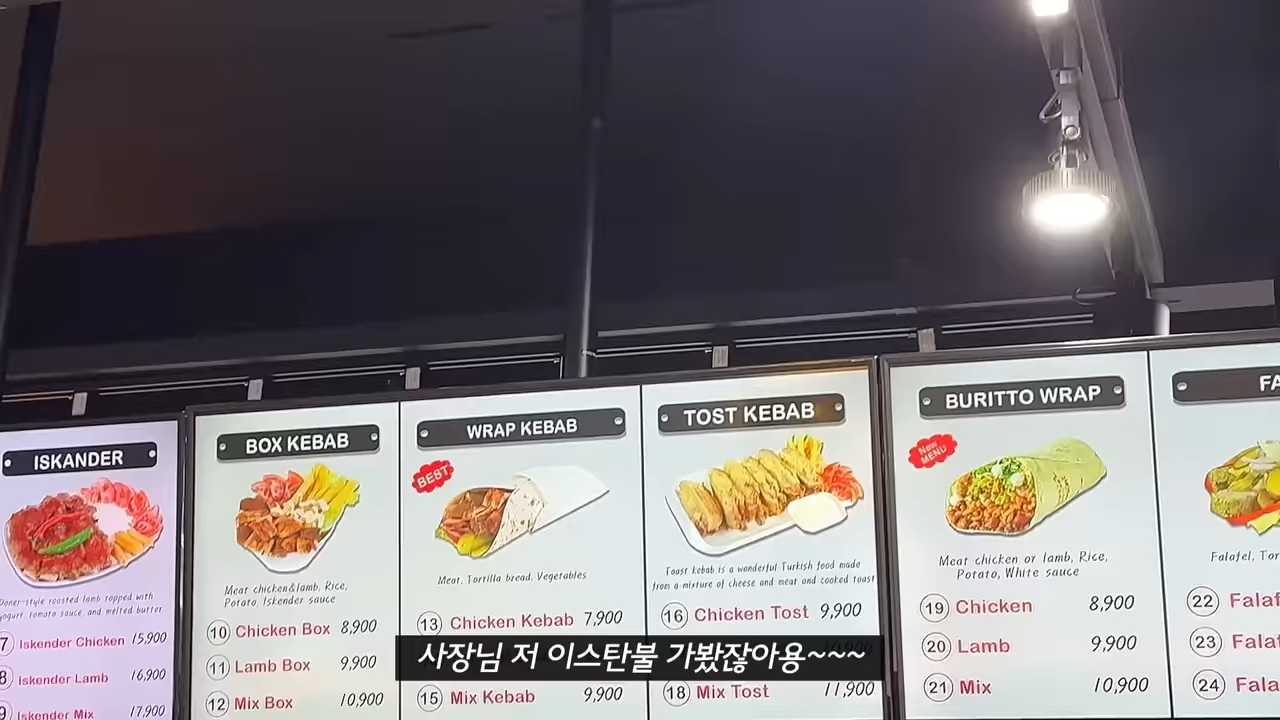 ISKANDER
Doner-style roasted lamb topped with
yogurt, tomato sauce, and melted butter
7 Iskender Chicken 15,900
8 Iskender Lamb 16,900
9 Iskender Mix 17,900
BOX KEBAB
Meat chicken&lamb, Rice,
Potato, Iskender sauce
10 Chicken Box 8,900
11 Lamb Box 9,900
12 Mix Box 10,900
WRAP KEBAB
BEST
Meat, Tortilla bread, Vegetables
13 Chicken Kebab 7,900
15 Mix Kebab 9,900
TOST KEBAB
Toast kebab is a wonderful Turkish food made
from a mixture of cheese and meat and cooked toast
16 Chicken Tost 9,900
18 Mix Tost 11,900
BURITTO WRAP
New
MENU
Meat chicken or lamb, Rice,
Potato, White sauce
19 Chicken 8,900
20 Lamb 9,900
21 Mix 10,900
FA
Falafel, Tor
22 Falaf
23 Falaf
24 Fala
사장님 저 이스탄불 가봤잖아용~~~